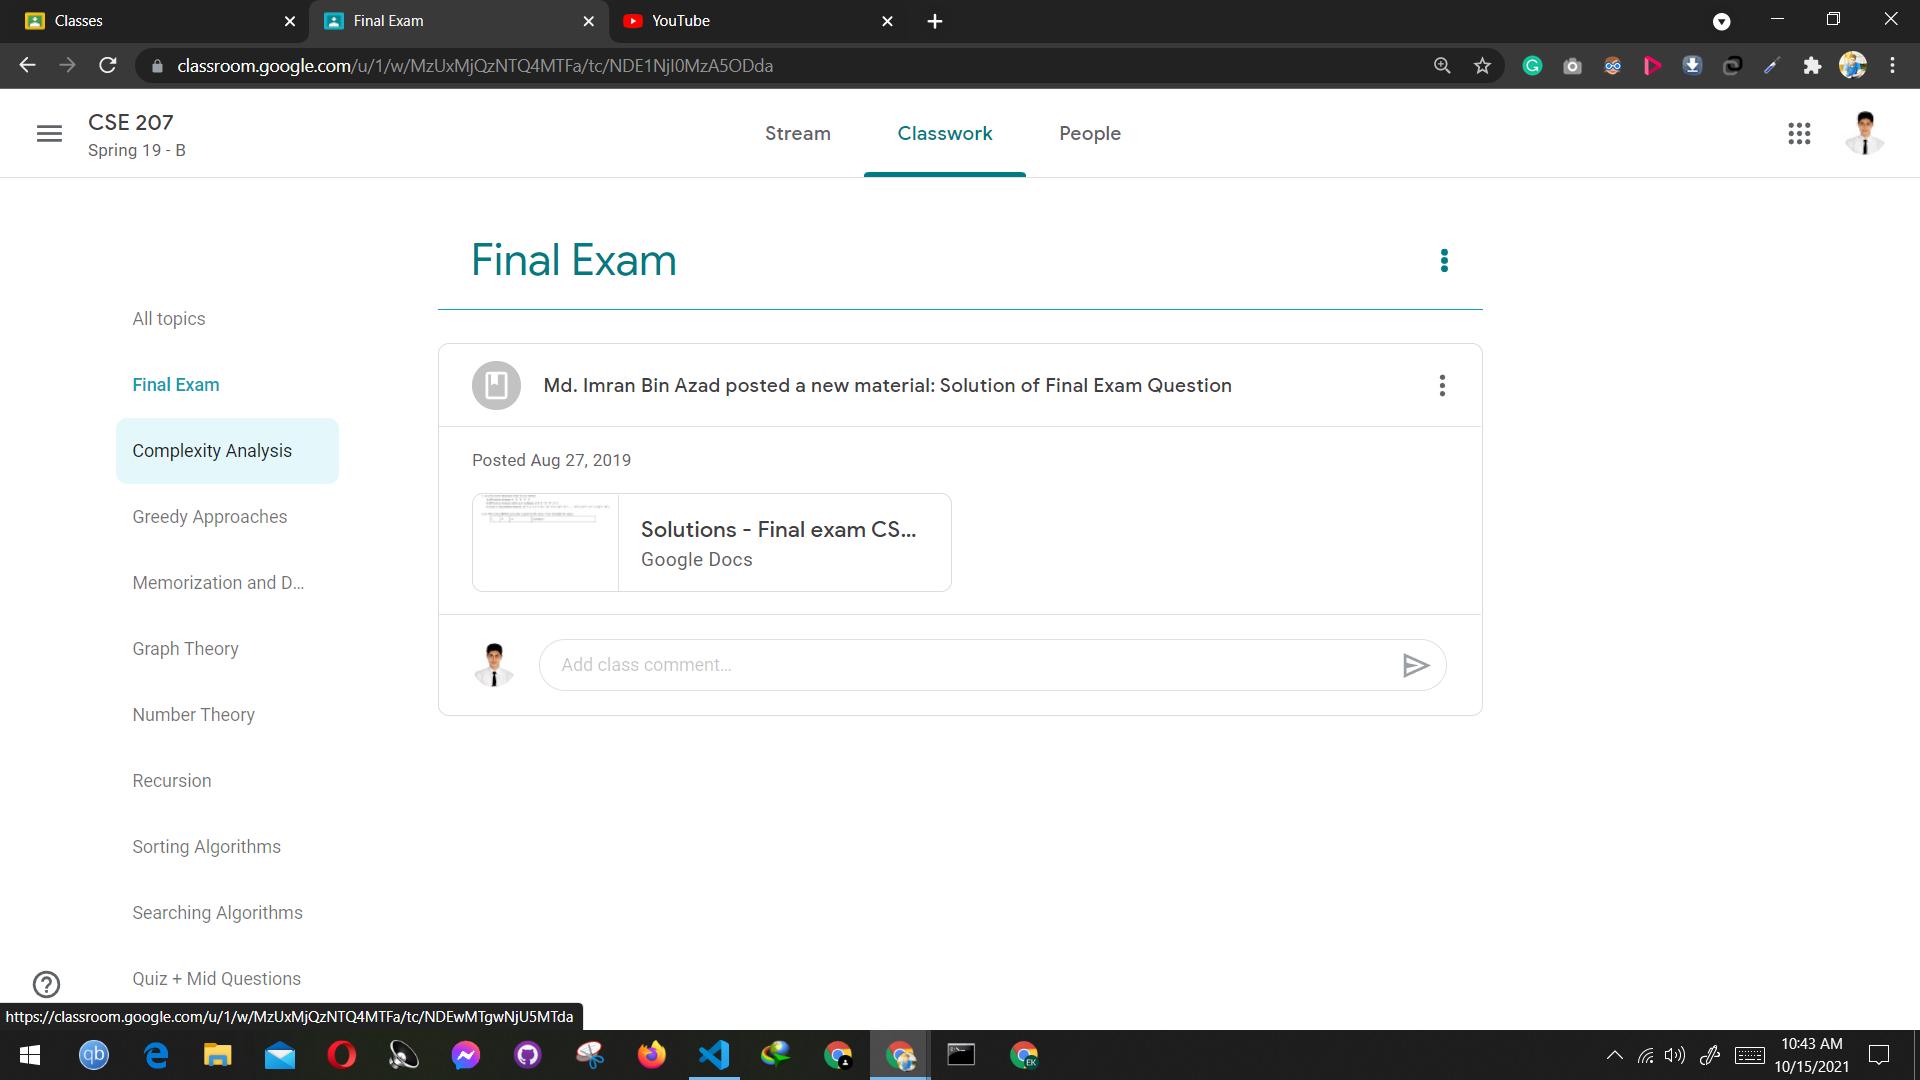 Classes
Final Exam
YouTube
classroom.google.com/u/1/w/MzUxMjQzNTQ4MTFa/tc/NDE1NjI0MzA5ODda
CSE 207
Spring 19 - B
Stream
Classwork
People
Final Exam
All topics
Final Exam
Complexity Analysis
Greedy Approaches
Memorization and D...
Graph Theory
Number Theory
Recursion
Sorting Algorithms
Searching Algorithms
Quiz + Mid Questions
Md. Imran Bin Azad posted a new material: Solution of Final Exam Question
Posted Aug 27, 2019
Solutions - Final exam CS...
Google Docs
Add class comment...
https://classroom.google.com/u/1/w/MzUxMjQzNTQ4MTFa/tc/NDEwMTgwNjU5MTda
qb
EK
10:43 AM
10/15/2021